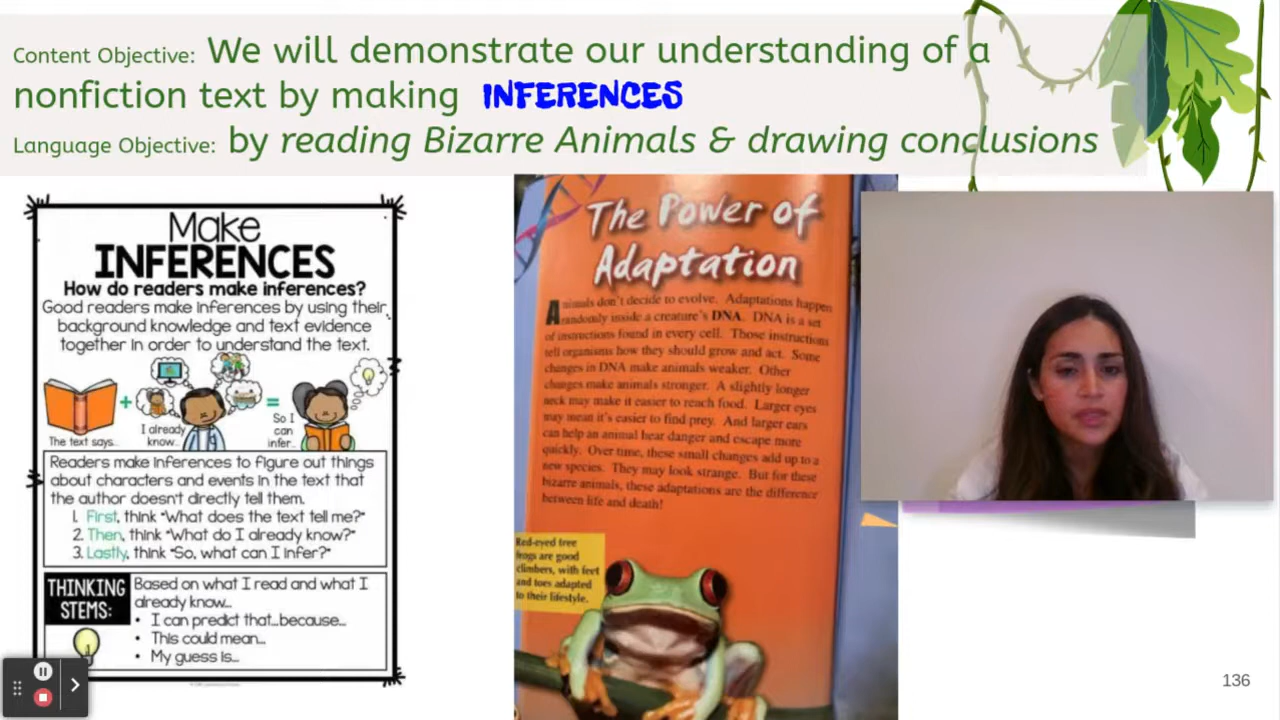 Content Objective: We will demonstrate our understanding of a
nonfiction text by making INFERENCES
Language Objective: by reading Bizarre Animals & drawing conclusions
Make
INFERENCES
How do readers make inferences?
Good readers make inferences by using their
background knowledge and text evidence
together in order to understand the text.
The text says...
I already
know...
So I
can
infer...
Readers make inferences to figure out things
about characters and events in the text that
the author doesn't directly tell them.
1. First, think "What does the text tell me?"
2. Then, think "What do I already know?"
3. Lastly, think "So, what can I infer?"
THINKING
STEMS:
Based on what I read and what I
already know...
• I can predict that...because...
• This could mean...
• My guess is...
The Power of
Adaptation
Animals don't decide to evolve. Adaptations happen
randomly inside a creature's DNA. DNA is a set
of instructions found in every cell. Those instructions
tell organisms how they should grow and act. Some
changes in DNA make animals weaker. Other
changes make animals stronger. A slightly longer
neck may make it easier to reach food. Larger eyes
may mean it's easier to find prey. And larger ears
can help an animal hear danger and escape more
quickly. Over time, these small changes add up to a
new species. They may look strange. But for these
bizarre animals, these adaptations are the difference
between life and death!
Red-eyed tree
frogs are good
climbers, with feet
and toes adapted
to their lifestyle.
136